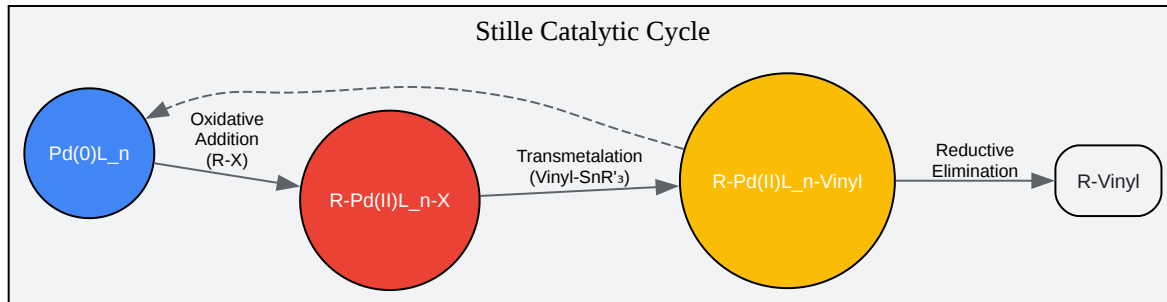 Stille Catalytic Cycle
Pd(0)L_n
Oxidative
Addition
(R-X)
R-Pd(II)L_n-X
Transmetalation
(Vinyl-SnR'₃)
R-Pd(II)L_n-Vinyl
Reductive
Elimination
R-Vinyl